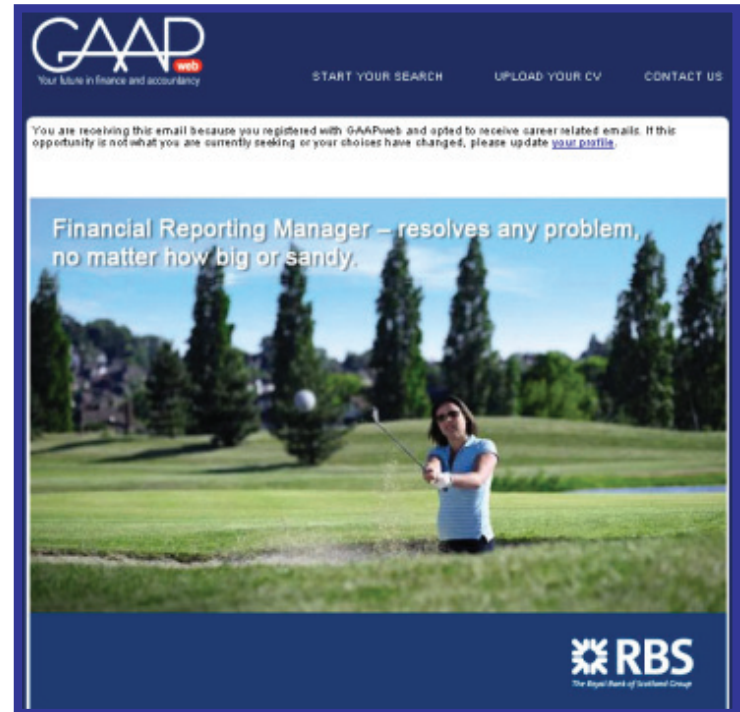 GAAP
web
Your future in finance and accountancy
START YOUR SEARCH UPLOAD YOUR CV CONTACT US
You are receiving this email because you registered with GAAPweb and opted to receive career related emails. If this
opportunity is not what you are currently seeking or your choices have changed, please update your profile.
Financial Reporting Manager – resolves any problem,
no matter how big or sandy.
RBS
The Royal Bank of Scotland Group